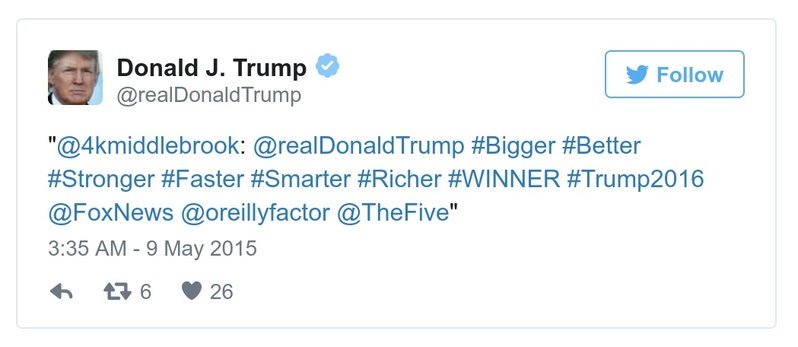 Donald J. Trump
@realDonaldTrump
Follow
"@4kmiddlebrook: @realDonaldTrump #Bigger #Better
#Stronger #Faster #Smarter #Richer #WINNER #Trump2016
@FoxNews @oreillyfactor @TheFive"
3:35 AM - 9 May 2015
6 26